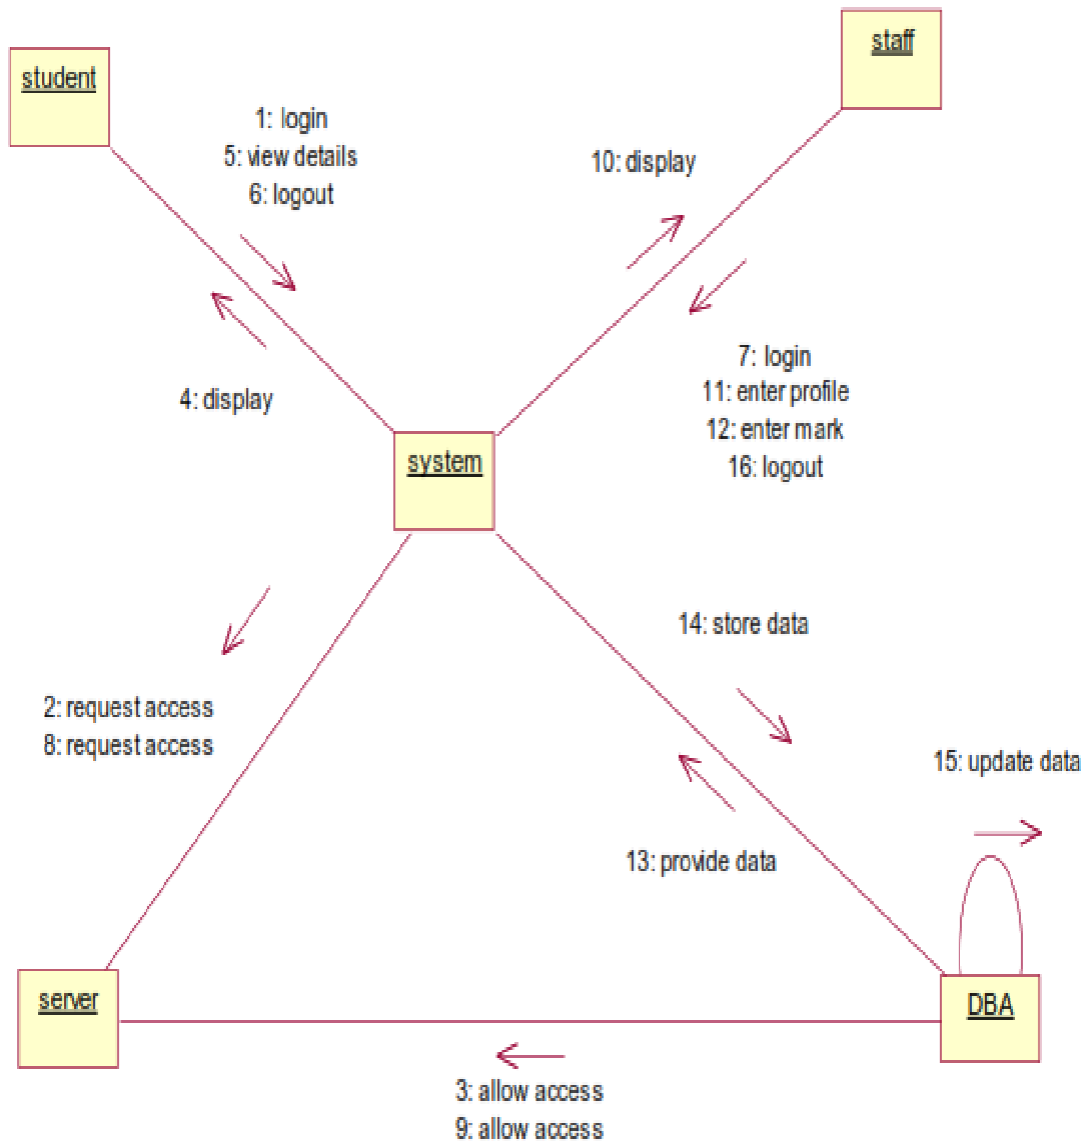 staff
student
1: login
5: view details
6: logout
10: display
7: login
11: enter profile
12: enter mark
16: logout
4: display
system
14: store data
2: request access
8: request access
15: update data
13: provide data
server
DBA
3: allow access
9: allow access